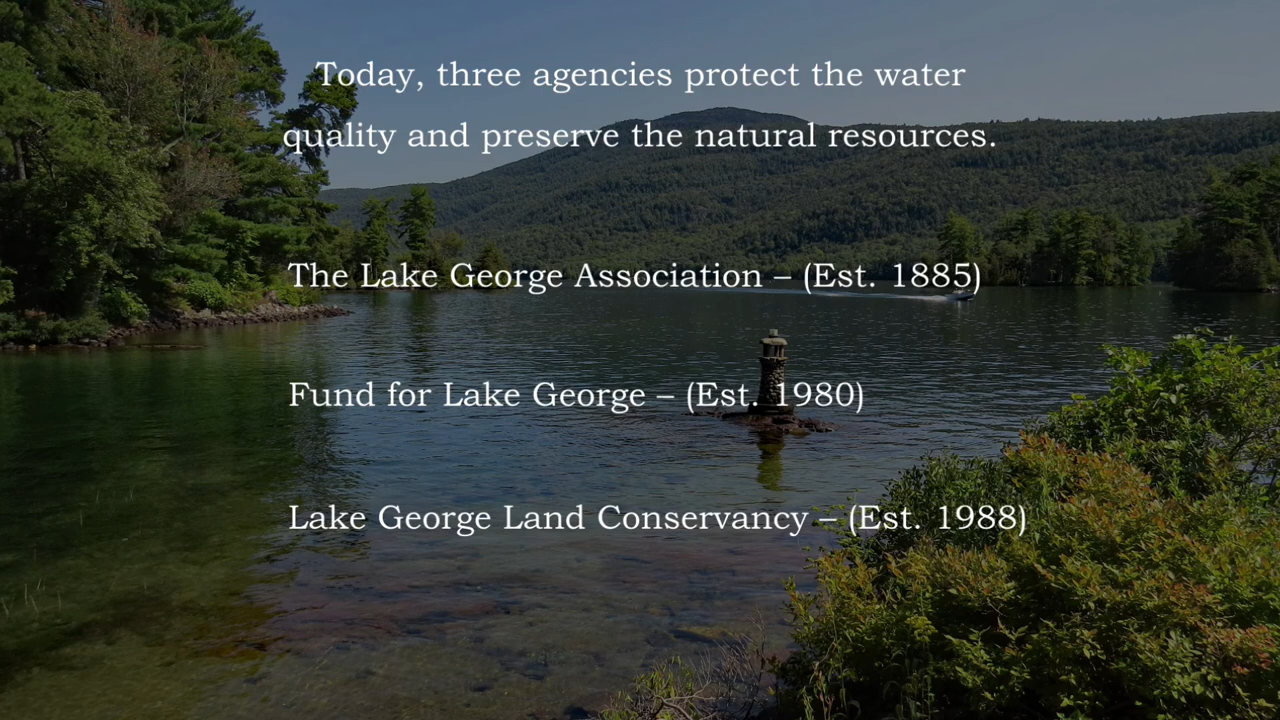 Today, three agencies protect the water
quality and preserve the natural resources.
The Lake George Association – (Est. 1885)
Fund for Lake George – (Est. 1980)
Lake George Land Conservancy – (Est. 1988)